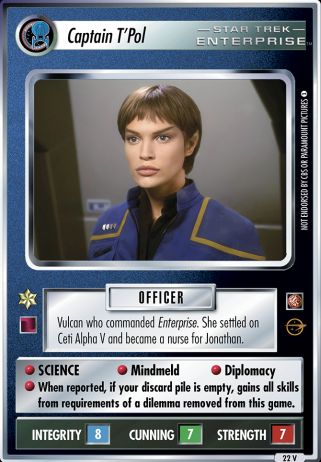 Captain T'Pol
STAR TREK
ENTERPRISE™
NOT ENDORSED BY CBS OR PARAMOUNT PICTURES
OFFICER
Vulcan who commanded Enterprise. She settled on
Ceti Alpha V and became a nurse for Jonathan.
• SCIENCE • Mindmeld • Diplomacy
• When reported, if your discard pile is empty, gains all skills
from requirements of a dilemma removed from this game.
INTEGRITY 8 CUNNING 7 STRENGTH 7
22 V